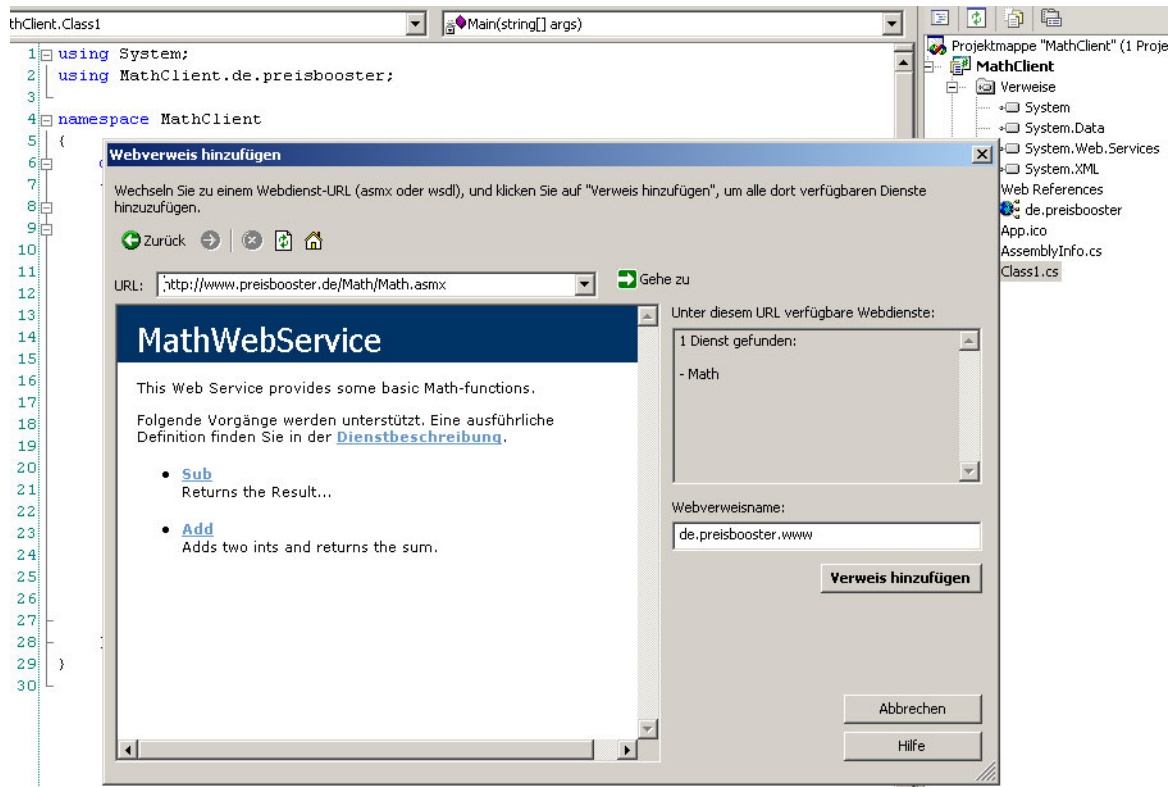 thClient.Class1
Main(string[] args)
1 using System;
2 using MathClient.de.preisbooster;
3
4 namespace MathClient
5 {
6
7
8
9
10
11
12
13
14
15
16
17
18
19
20
21
22
23
24
25
26
27
28
29 }
30
Webverweis hinzufügen
Wechseln Sie zu einem Webdienst-URL (asmx oder wsdl), und klicken Sie auf "Verweis hinzufügen", um alle dort verfügbaren Dienste
hinzuzufügen.
Zurück
URL: http://www.preisbooster.de/Math/Math.asmx
Gehe zu
MathWebService
This Web Service provides some basic Math-functions.
Folgende Vorgänge werden unterstützt. Eine ausführliche
Definition finden Sie in der Dienstbeschreibung.
• Sub
Returns the Result...
• Add
Adds two ints and returns the sum.
Unter diesem URL verfügbare Webdienste:
1 Dienst gefunden:
- Math
Webverweisname:
de.preisbooster.www
Verweis hinzufügen
Abbrechen
Hilfe
Projektmappe "MathClient" (1 Proje
MathClient
Verweise
System
System.Data
System.Web.Services
System.XML
Web References
de.preisbooster
App.ico
AssemblyInfo.cs
Class1.cs